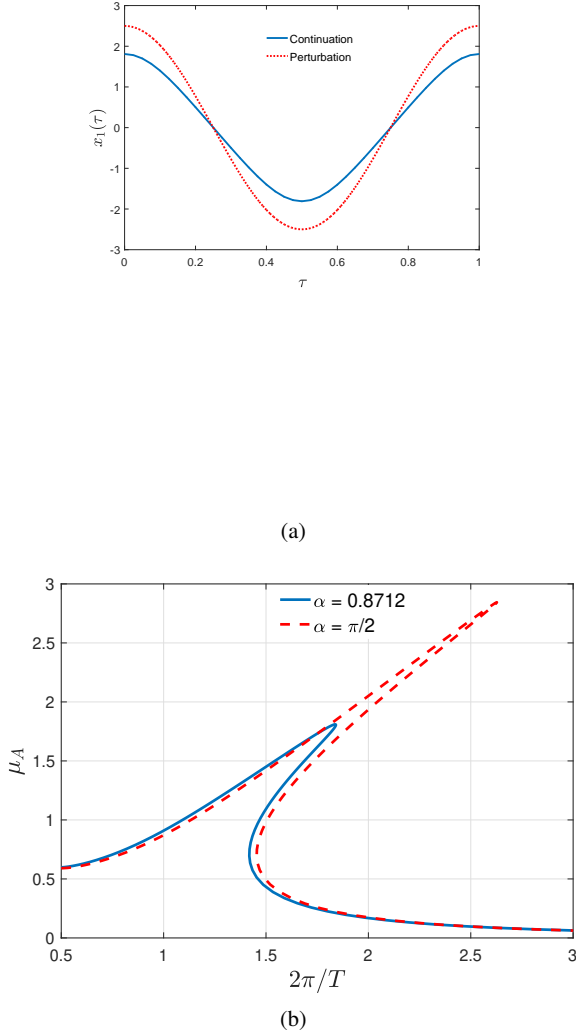 3
2
1
0
-1
-2
-3
x₁(τ)
Continuation
Perturbation
0 0.2 0.4 0.6 0.8 1
τ
(a)
3
2.5
2
1.5
1
0.5
0
μ_A
α = 0.8712
α = π/2
0.5 1 1.5 2 2.5 3
2π/T
(b)